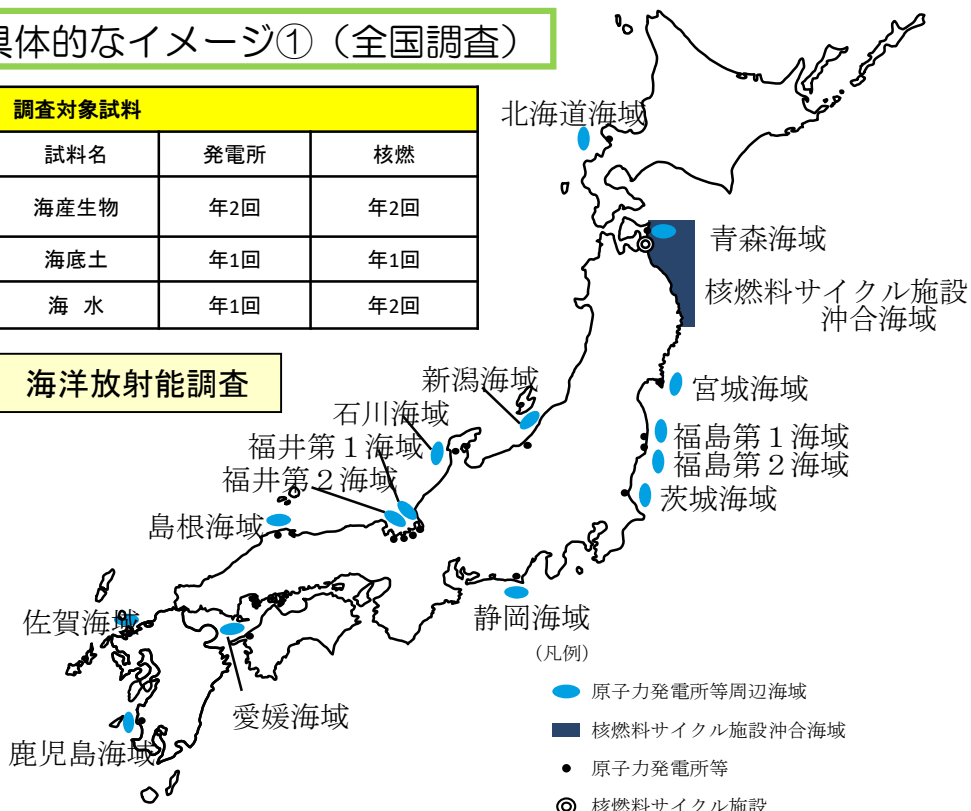 具体的なイメージ①（全国調査）
調査対象試料
試料名 発電所 核燃
海産生物 年2回 年2回
海底土 年1回 年1回
海 水 年1回 年2回
海洋放射能調査
北海道海域
青森海域
核燃料サイクル施設
沖合海域
宮城海域
福島第１海域
福島第２海域
茨城海域
新潟海域
石川海域
福井第１海域
福井第２海域
島根海域
静岡海域
佐賀海域
愛媛海域
鹿児島海域
（凡例）
原子力発電所等周辺海域
核燃料サイクル施設沖合海域
原子力発電所等
核燃料サイクル施設